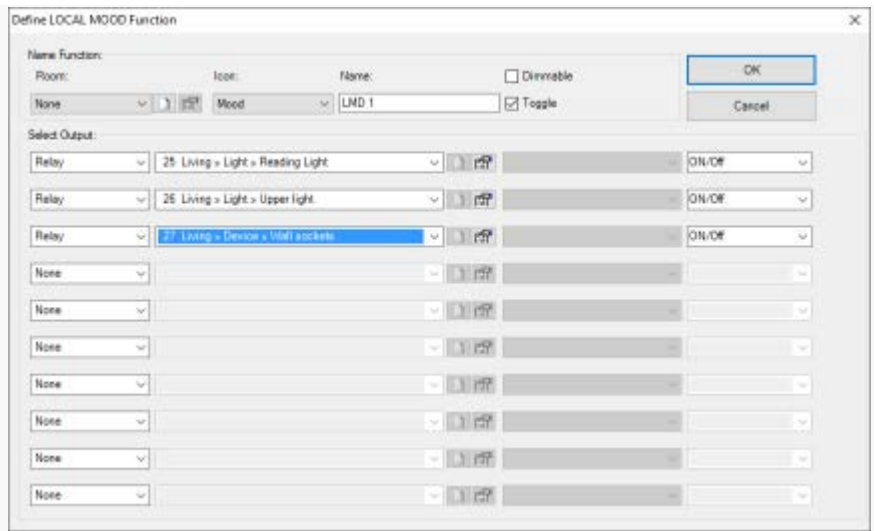 Define LOCAL MOOD Function
Name Function:
Room: Icon: Name: Dimmable OK
None Mood LMD 1 Toggle Cancel
Select Output:
Relay 25 Living » Light » Reading Light ON/Off
Relay 26 Living » Light » Upper light ON/Off
Relay 27 Living » Device » Wall sockets ON/Off
None
None
None
None
None
None
None